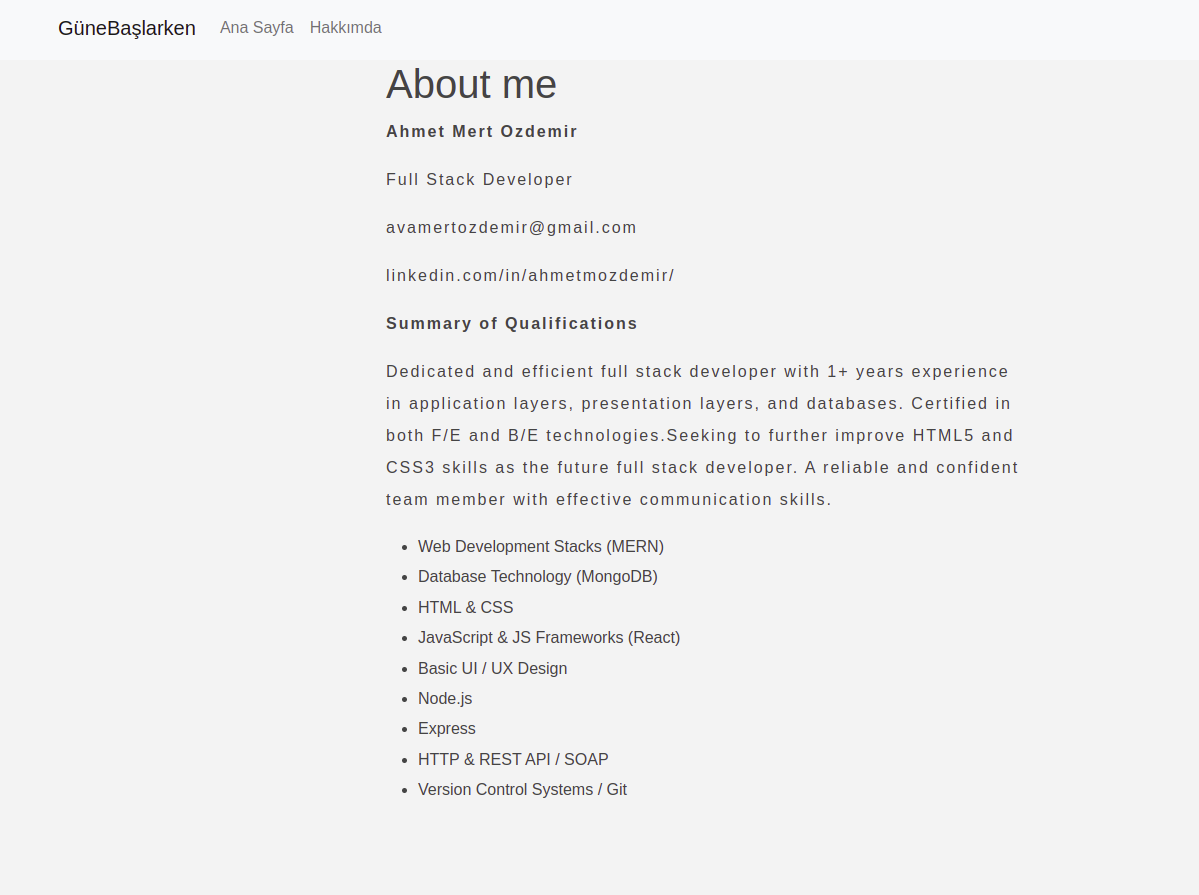 GüneBaşlarken Ana Sayfa Hakkımda
About me
Ahmet Mert Ozdemir
Full Stack Developer
avamertozdemir@gmail.com
linkedin.com/in/ahmetmozdemir/
Summary of Qualifications
Dedicated and efficient full stack developer with 1+ years experience
in application layers, presentation layers, and databases. Certified in
both F/E and B/E technologies.Seeking to further improve HTML5 and
CSS3 skills as the future full stack developer. A reliable and confident
team member with effective communication skills.
• Web Development Stacks (MERN)
• Database Technology (MongoDB)
• HTML & CSS
• JavaScript & JS Frameworks (React)
• Basic UI / UX Design
• Node.js
• Express
• HTTP & REST API / SOAP
• Version Control Systems / Git